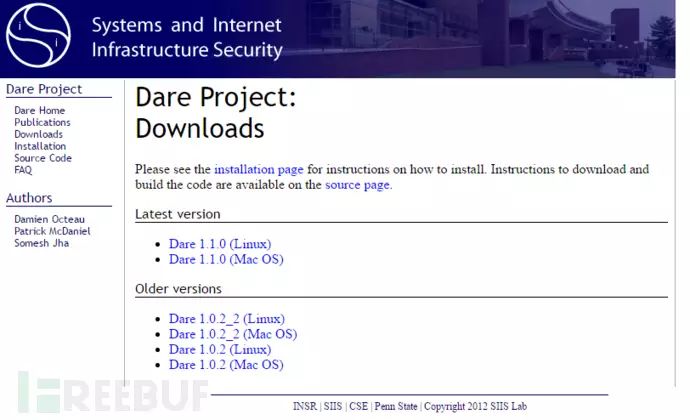 Systems and Internet
Infrastructure Security
Dare Project
Dare Home
Publications
Downloads
Installation
Source Code
FAQ
Authors
Damien Octeau
Patrick McDaniel
Somesh Jha
Dare Project:
Downloads
Please see the installation page for instructions on how to install. Instructions to download and
build the code are available on the source page.
Latest version
• Dare 1.1.0 (Linux)
• Dare 1.1.0 (Mac OS)
Older versions
• Dare 1.0.2_2 (Linux)
• Dare 1.0.2_2 (Mac OS)
• Dare 1.0.2 (Linux)
• Dare 1.0.2 (Mac OS)
INSR | SIIS | CSE | Penn State | Copyright 2012 SIIS Lab
FREEBUF